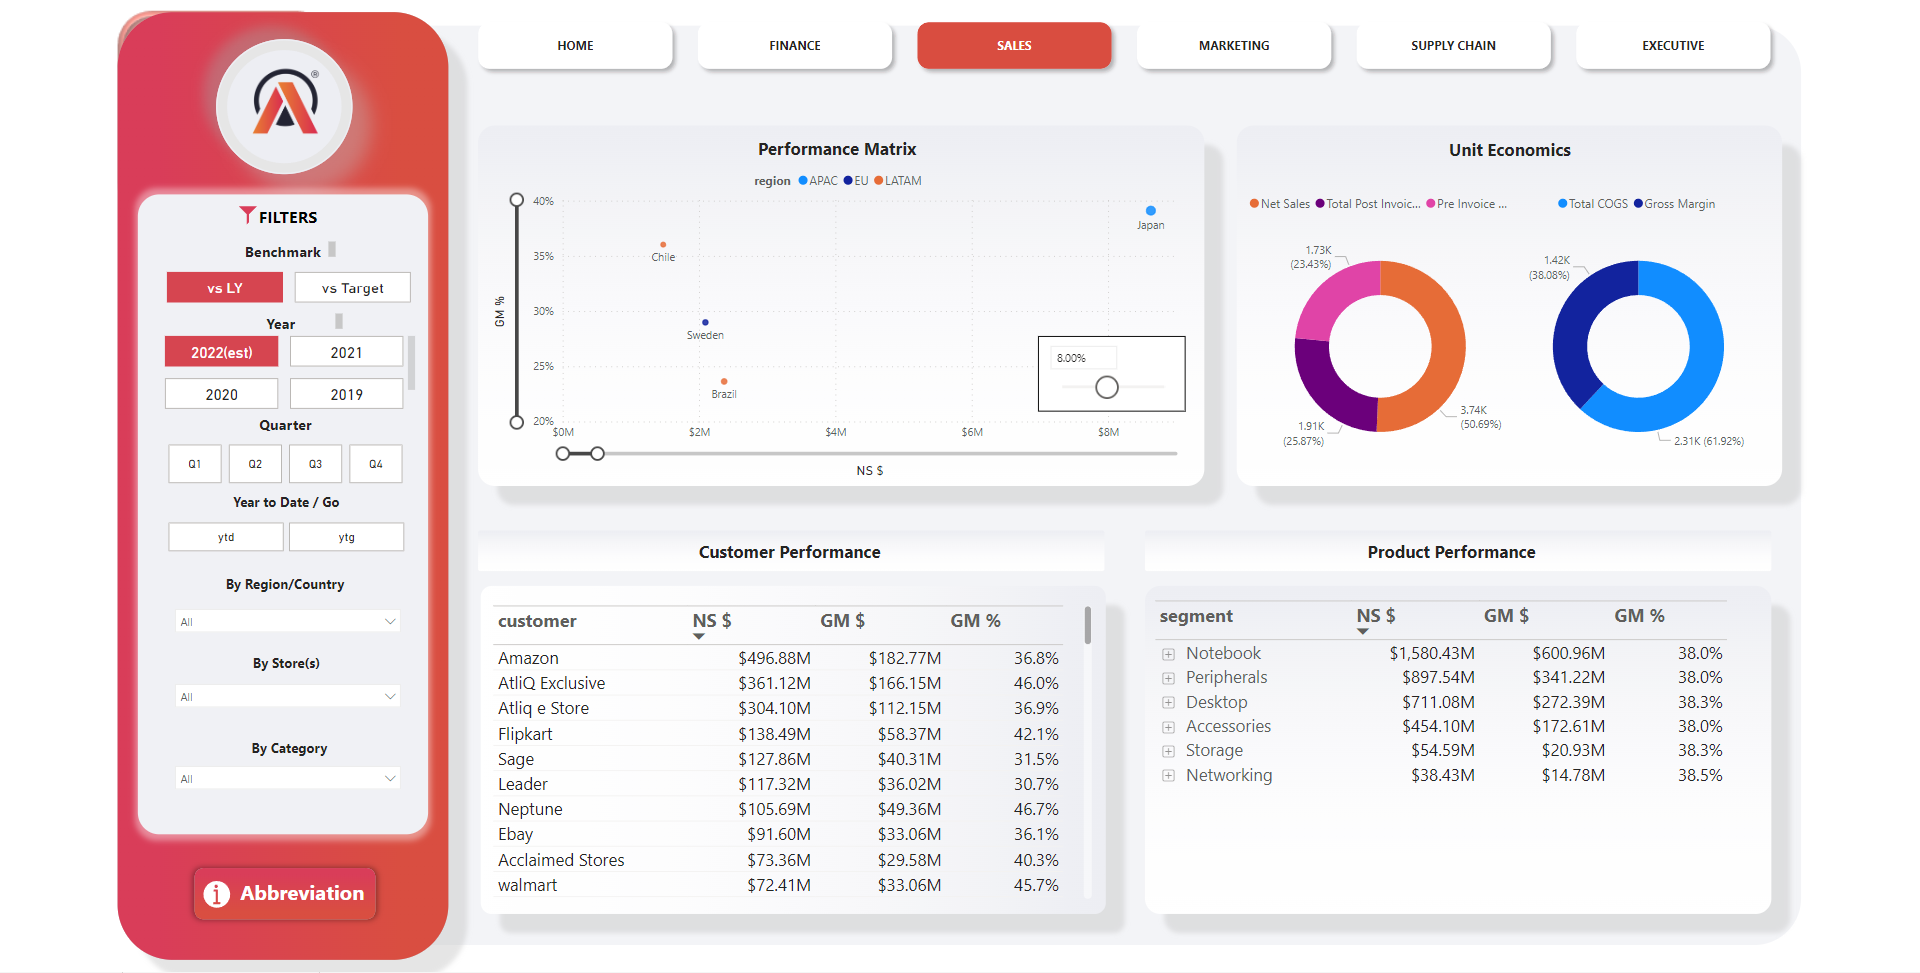 HOME
FINANCE
SALES
MARKETING
SUPPLY CHAIN
EXECUTIVE
®
FILTERS
Benchmark
vs LY
vs Target
Year
2022(est)
2021
2020
2019
Quarter
Q1
Q2
Q3
Q4
Year to Date / Go
ytd
ytg
By Region/Country
All
By Store(s)
All
By Category
All
Abbreviation
Performance Matrix
region APAC EU LATAM
GM %
40%
35%
30%
25%
20%
Japan
Chile
Sweden
Brazil
8.00%
$0M $2M $4M $6M $8M
NS $
Unit Economics
Net Sales Total Post Invoic... Pre Invoice ...
Total COGS Gross Margin
1.73K
(23.43%)
1.91K
(25.87%)
3.74K
(50.69%)
1.42K
(38.08%)
2.31K (61.92%)
Customer Performance
customer NS $ GM $ GM %
Amazon $496.88M $182.77M 36.8%
AtliQ Exclusive $361.12M $166.15M 46.0%
Atliq e Store $304.10M $112.15M 36.9%
Flipkart $138.49M $58.37M 42.1%
Sage $127.86M $40.31M 31.5%
Leader $117.32M $36.02M 30.7%
Neptune $105.69M $49.36M 46.7%
Ebay $91.60M $33.06M 36.1%
Acclaimed Stores $73.36M $29.58M 40.3%
walmart $72.41M $33.06M 45.7%
Product Performance
segment NS $ GM $ GM %
Notebook $1,580.43M $600.96M 38.0%
Peripherals $897.54M $341.22M 38.0%
Desktop $711.08M $272.39M 38.3%
Accessories $454.10M $172.61M 38.0%
Storage $54.59M $20.93M 38.3%
Networking $38.43M $14.78M 38.5%